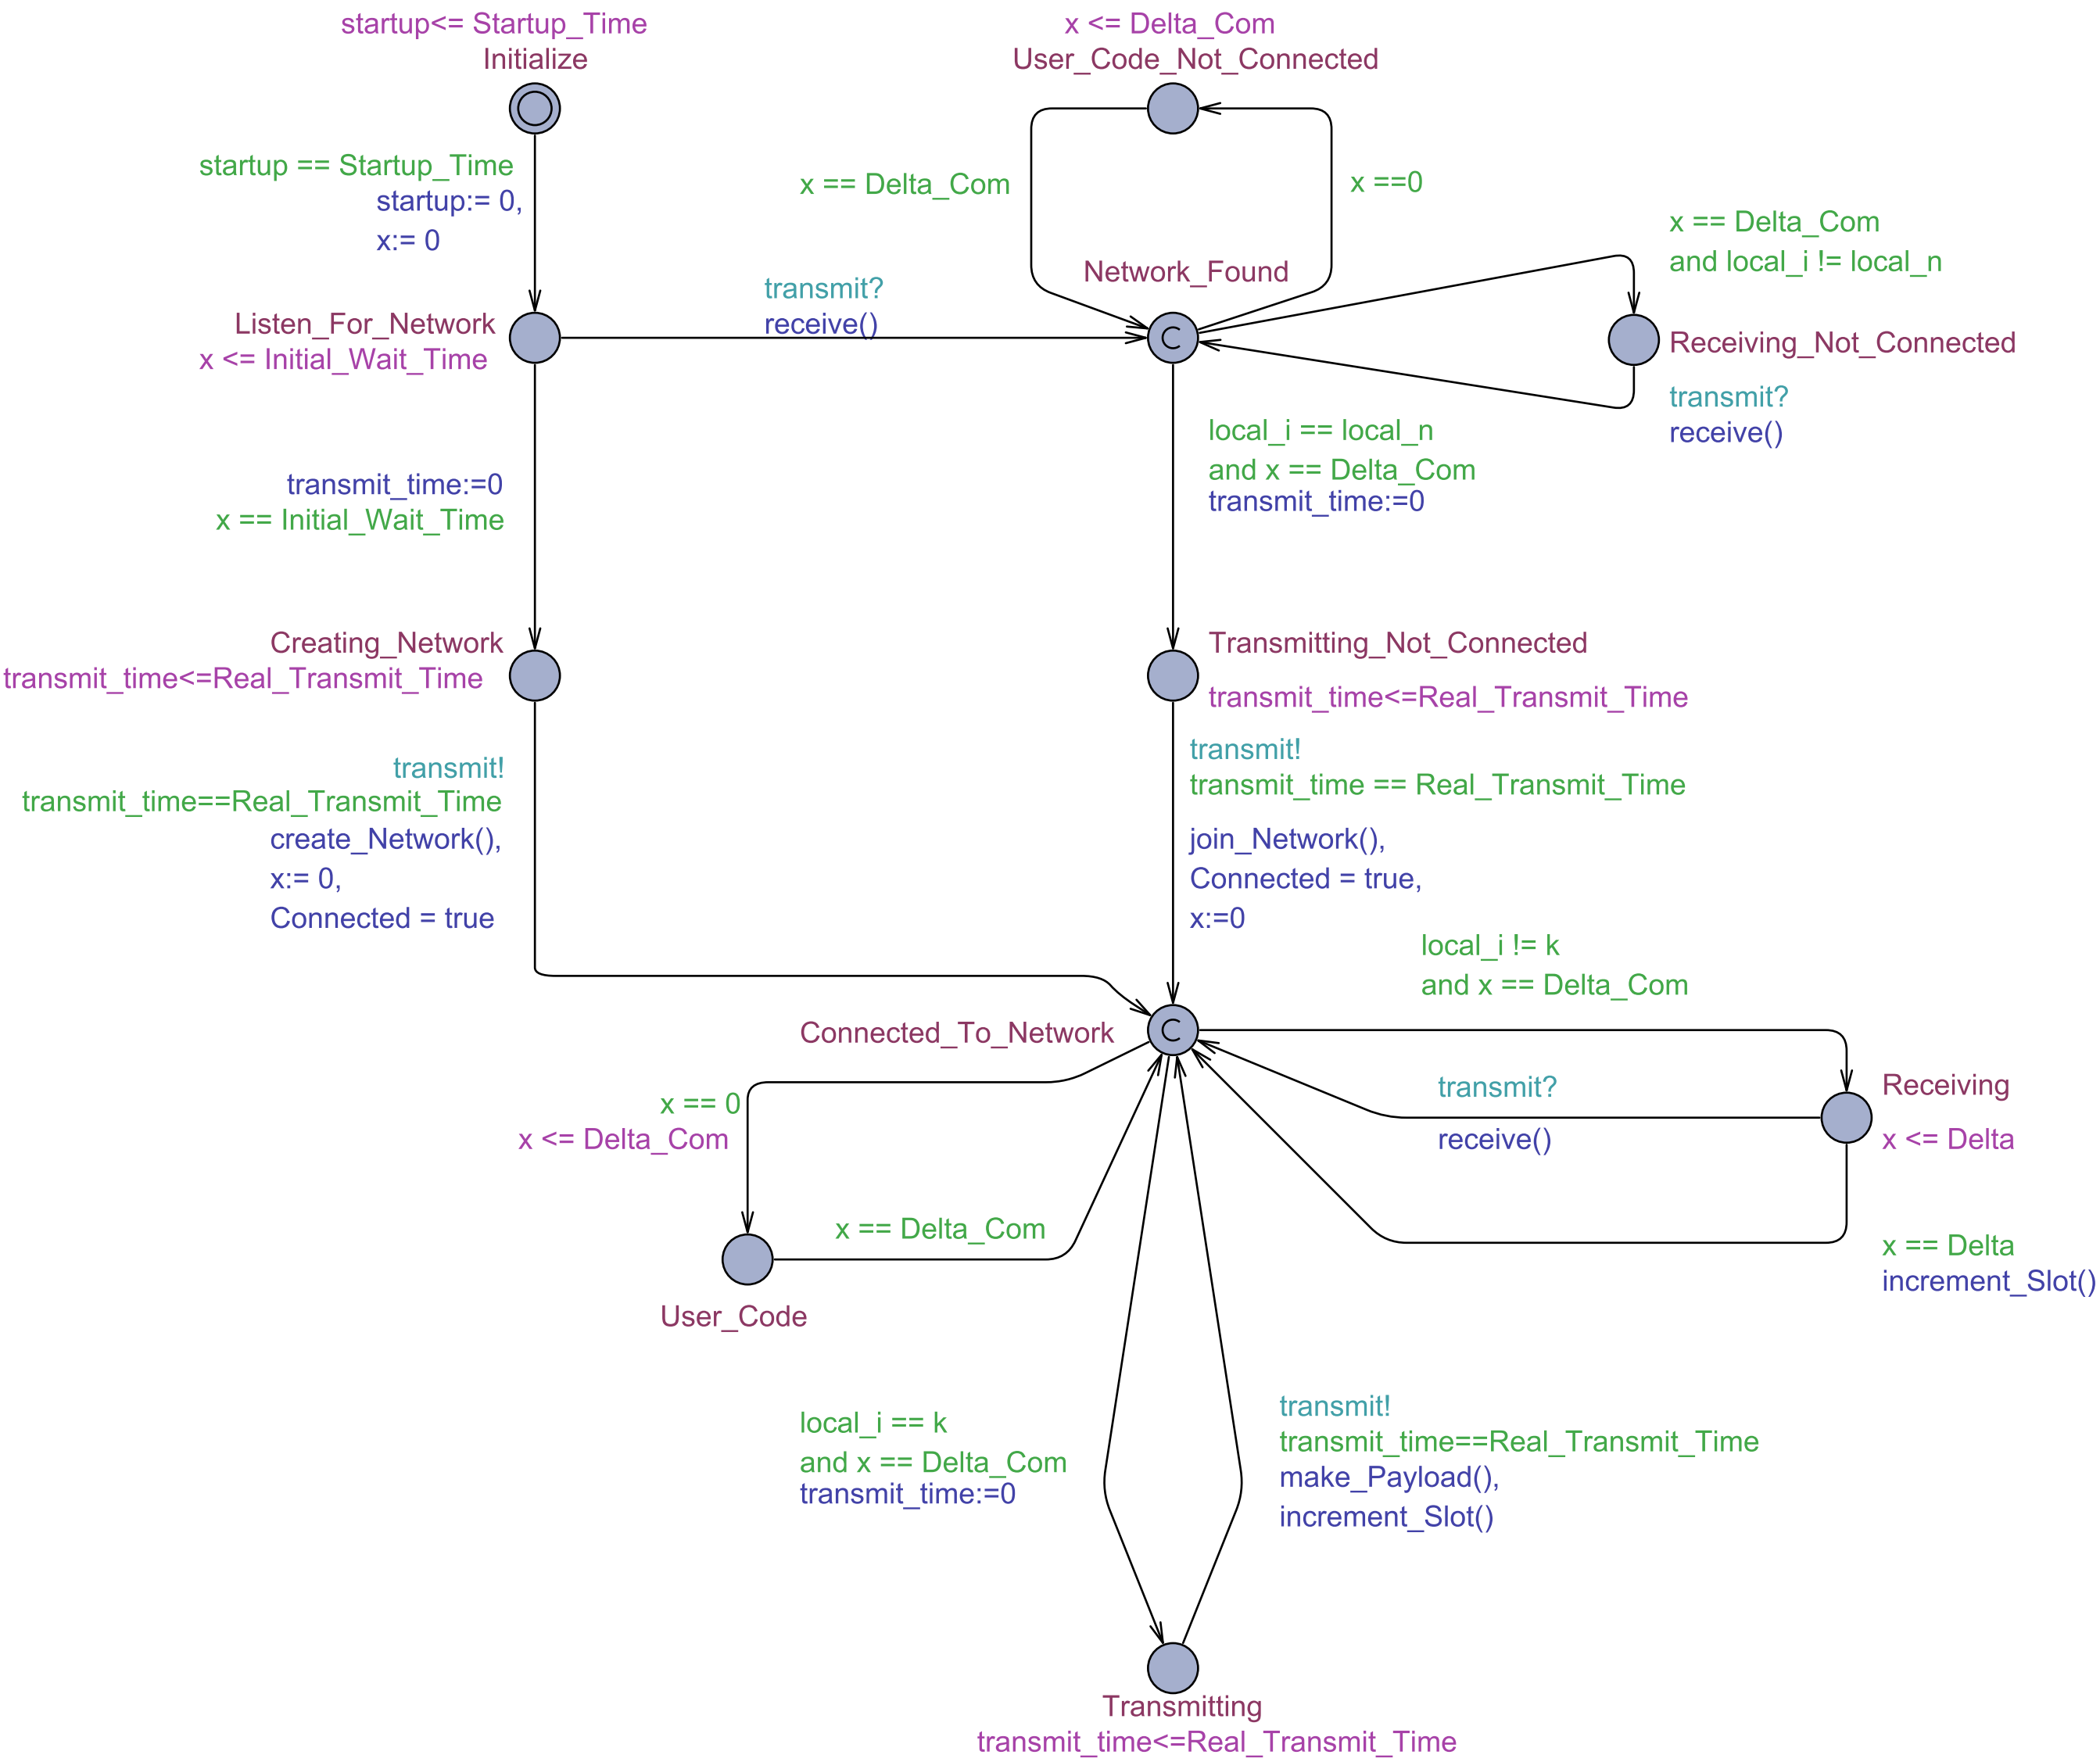 startup<= Startup_Time
Initialize
x <= Delta_Com
User_Code_Not_Connected
startup == Startup_Time
startup:= 0,
x:= 0
x == Delta_Com
x ==0
x == Delta_Com
and local_i != local_n
Network_Found
transmit?
receive()
Listen_For_Network
x <= Initial_Wait_Time
C
Receiving_Not_Connected
transmit?
receive()
local_i == local_n
and x == Delta_Com
transmit_time:=0
transmit_time:=0
x == Initial_Wait_Time
Creating_Network
transmit_time<=Real_Transmit_Time
Transmitting_Not_Connected
transmit_time<=Real_Transmit_Time
transmit!
transmit_time==Real_Transmit_Time
create_Network(),
x:= 0,
Connected = true
transmit!
transmit_time == Real_Transmit_Time
join_Network(),
Connected = true,
x:=0
local_i != k
and x == Delta_Com
Connected_To_Network
C
x == 0
x <= Delta_Com
transmit?
receive()
Receiving
x <= Delta
x == Delta_Com
User_Code
x == Delta
increment_Slot()
local_i == k
and x == Delta_Com
transmit_time:=0
transmit!
transmit_time==Real_Transmit_Time
make_Payload(),
increment_Slot()
Transmitting
transmit_time<=Real_Transmit_Time